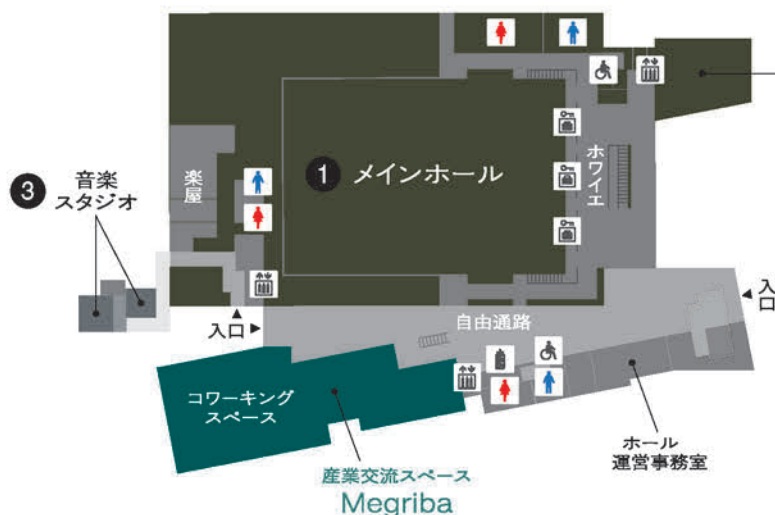 1 メインホール
ホワイエ
楽屋
3 音楽
スタジオ
入口
入口
自由通路
コワーキング
スペース
ホール
運営事務室
産業交流スペース
Megriba